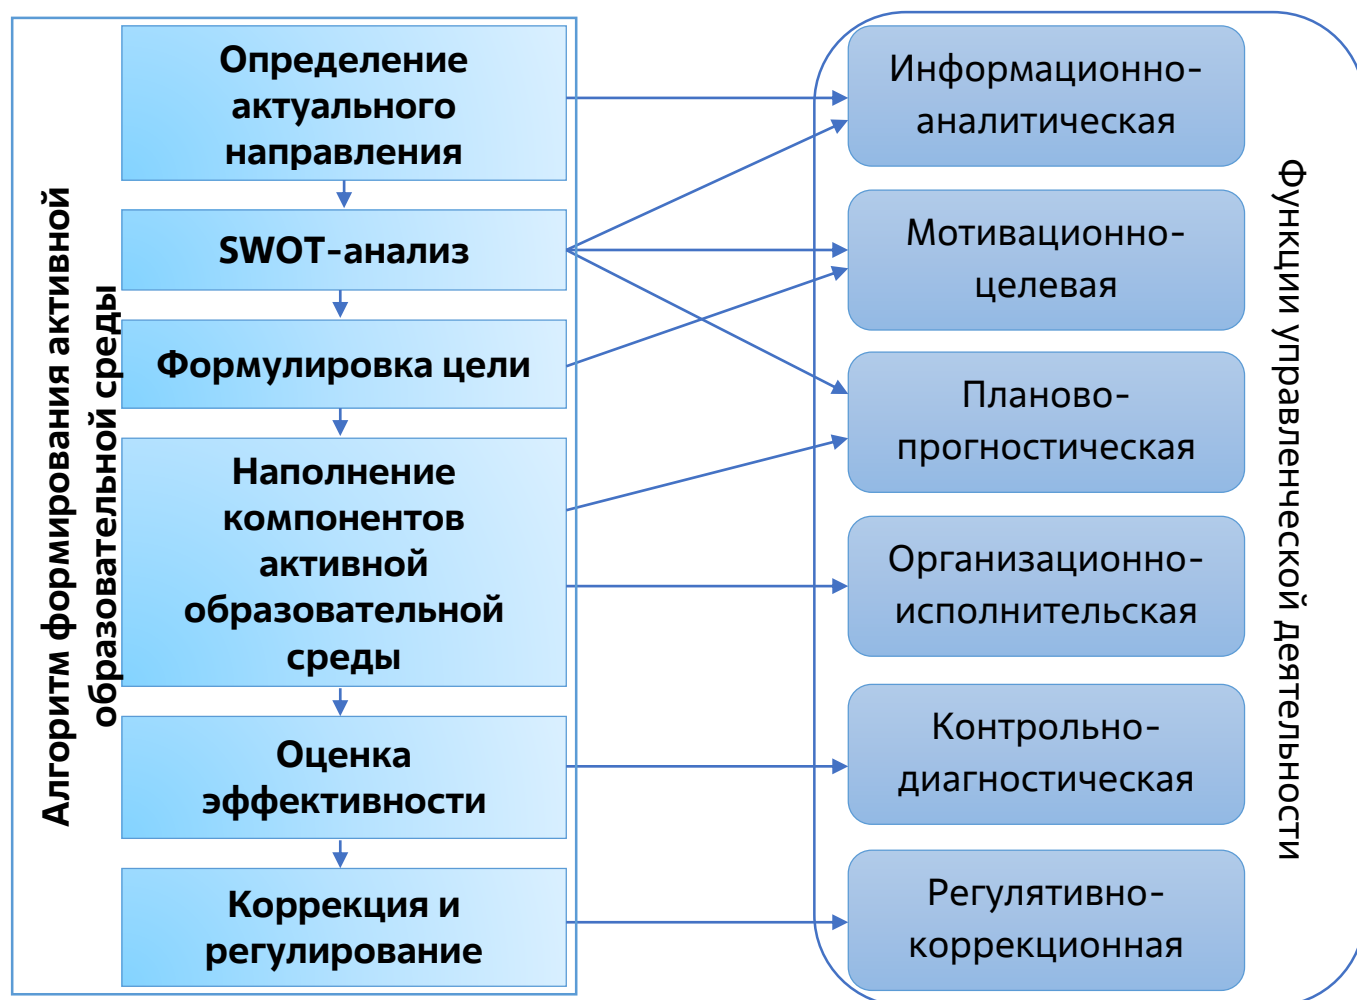 Алгоритм формирования активной
образовательной среды
Определение
актуального
направления
SWOT-анализ
Формулировка цели
Наполнение
компонентов
активной
образовательной
среды
Оценка
эффективности
Коррекция и
регулирование
Информационно-
аналитическая
Мотивационно-
целевая
Планово-
прогностическая
Организационно-
исполнительская
Контрольно-
диагностическая
Регулятивно-
коррекционная
Функции управленческой деятельности